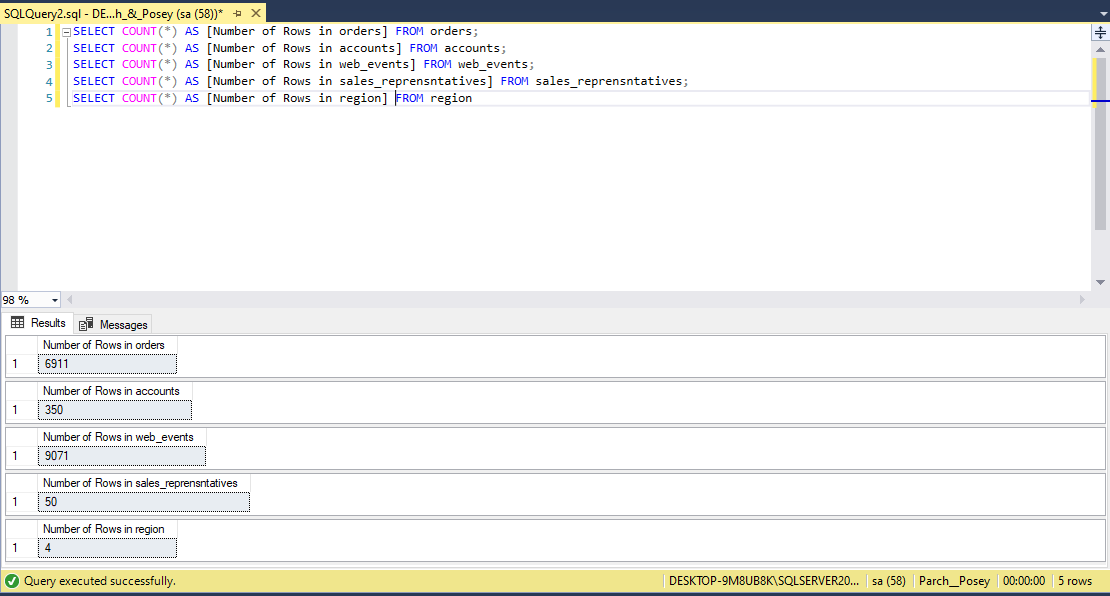 SQLQuery2.sql - DE...h_&_Posey (sa (58))*
1 SELECT COUNT(*) AS [Number of Rows in orders] FROM orders;
2 SELECT COUNT(*) AS [Number of Rows in accounts] FROM accounts;
3 SELECT COUNT(*) AS [Number of Rows in web_events] FROM web_events;
4 SELECT COUNT(*) AS [Number of Rows in sales_reprensntatives] FROM sales_reprensntatives;
5 SELECT COUNT(*) AS [Number of Rows in region] FROM region
98 %
Results Messages
Number of Rows in orders
1 6911
Number of Rows in accounts
1 350
Number of Rows in web_events
1 9071
Number of Rows in sales_reprensntatives
1 50
Number of Rows in region
1 4
Query executed successfully. DESKTOP-9M8UB8K\SQLSERVER20... sa (58) Parch__Posey 00:00:00 5 rows